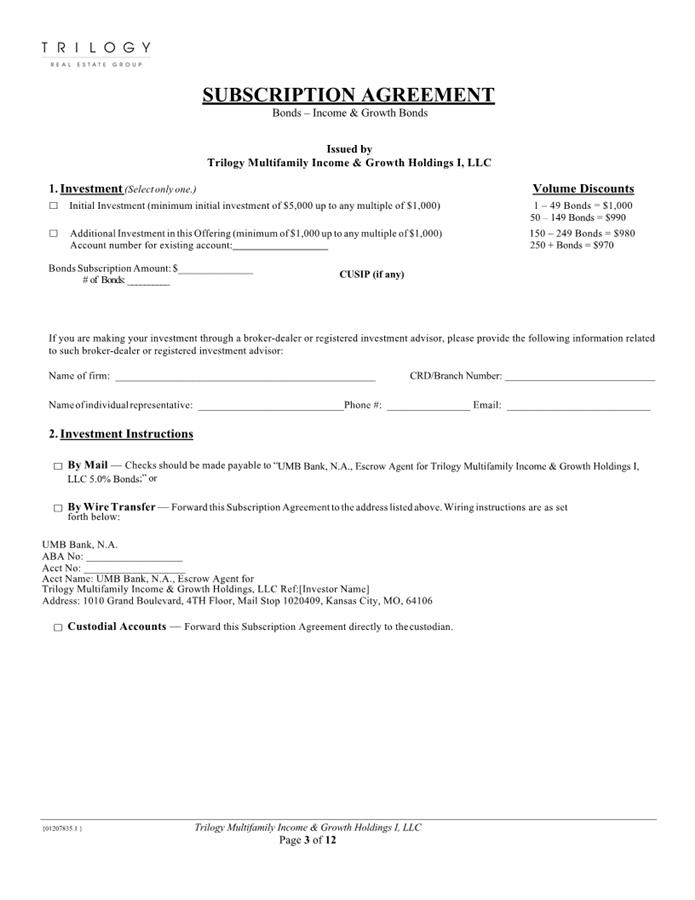 TRILOGY
REAL ESTATE GROUP
SUBSCRIPTION AGREEMENT
Bonds – Income & Growth Bonds
Issued by
Trilogy Multifamily Income & Growth Holdings I, LLC
1. Investment (Select only one.)
Volume Discounts
☐ Initial Investment (minimum initial investment of $5,000 up to any multiple of $1,000)
1 – 49 Bonds = $1,000
50 – 149 Bonds = $990
☐ Additional Investment in this Offering (minimum of $1,000 up to any multiple of $1,000)
150 – 249 Bonds = $980
Account number for existing account:___________________
250 + Bonds = $970
Bonds Subscription Amount: $_______________
CUSIP (if any)
# of Bonds: _________
If you are making your investment through a broker-dealer or registered investment advisor, please provide the following information related
to such broker-dealer or registered investment advisor:
Name of firm: ____________________________________________________ CRD/Branch Number: ______________________________
Name of individual representative: _____________________________Phone #: ________________ Email: ____________________________
2. Investment Instructions
☐ By Mail — Checks should be made payable to “UMB Bank, N.A., Escrow Agent for Trilogy Multifamily Income & Growth Holdings I,
LLC 5.0% Bonds;” or
☐ By Wire Transfer — Forward this Subscription Agreement to the address listed above. Wiring instructions are as set
forth below:
UMB Bank, N.A.
ABA No: ___________________
Acct No: ____________________
Acct Name: UMB Bank, N.A., Escrow Agent for
Trilogy Multifamily Income & Growth Holdings, LLC Ref:[Investor Name]
Address: 1010 Grand Boulevard, 4TH Floor, Mail Stop 1020409, Kansas City, MO, 64106
☐ Custodial Accounts — Forward this Subscription Agreement directly to the custodian.
{01207835.1 }
Trilogy Multifamily Income & Growth Holdings I, LLC
Page 3 of 12